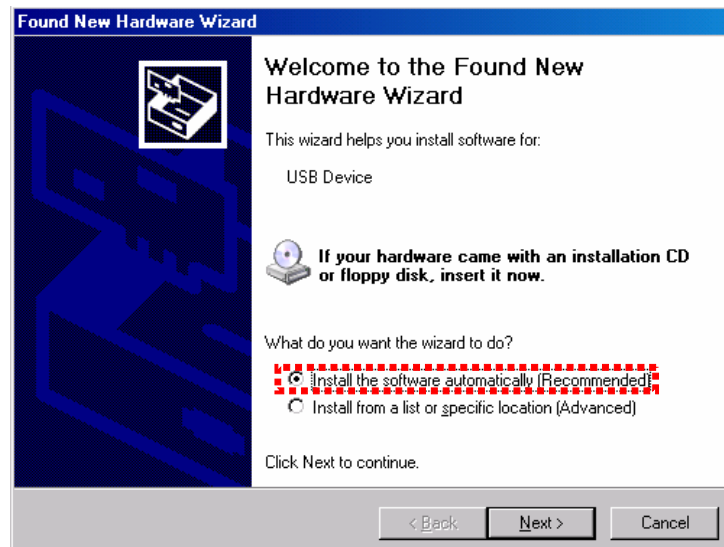 Found New Hardware Wizard
Welcome to the Found New
Hardware Wizard
This wizard helps you install software for:
USB Device
If your hardware came with an installation CD
or floppy disk, insert it now.
What do you want the wizard to do?
Install the software automatically (Recommended)
Install from a list or specific location (Advanced)
Click Next to continue.
< Back
Next >
Cancel